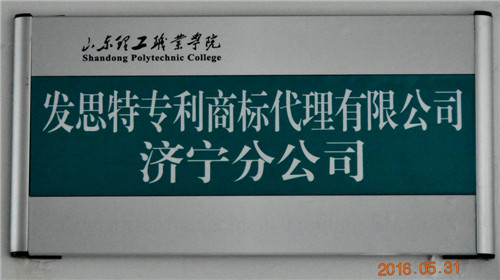 山东理工职业学院
Shandong Polytechnic College
发思特专利商标代理有限公司
济宁分公司
2016.05.31